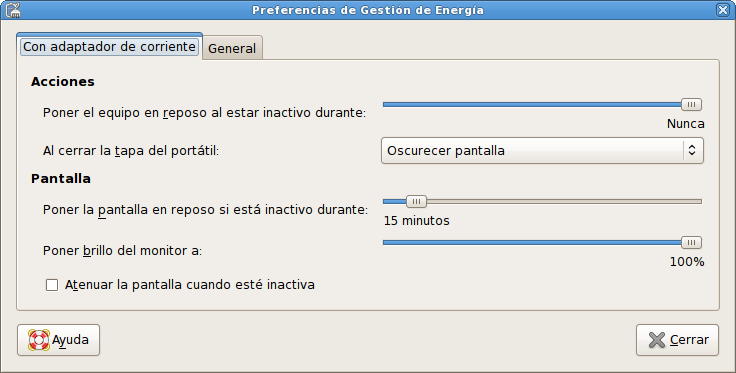 Preferencias de Gestión de Energía
Con adaptador de corriente
General
Acciones
Poner el equipo en reposo al estar inactivo durante:
Nunca
Al cerrar la tapa del portátil:
Oscurecer pantalla
Pantalla
Poner la pantalla en reposo si está inactivo durante:
15 minutos
Poner brillo del monitor a:
100%
Atenuar la pantalla cuando esté inactiva
Ayuda
Cerrar